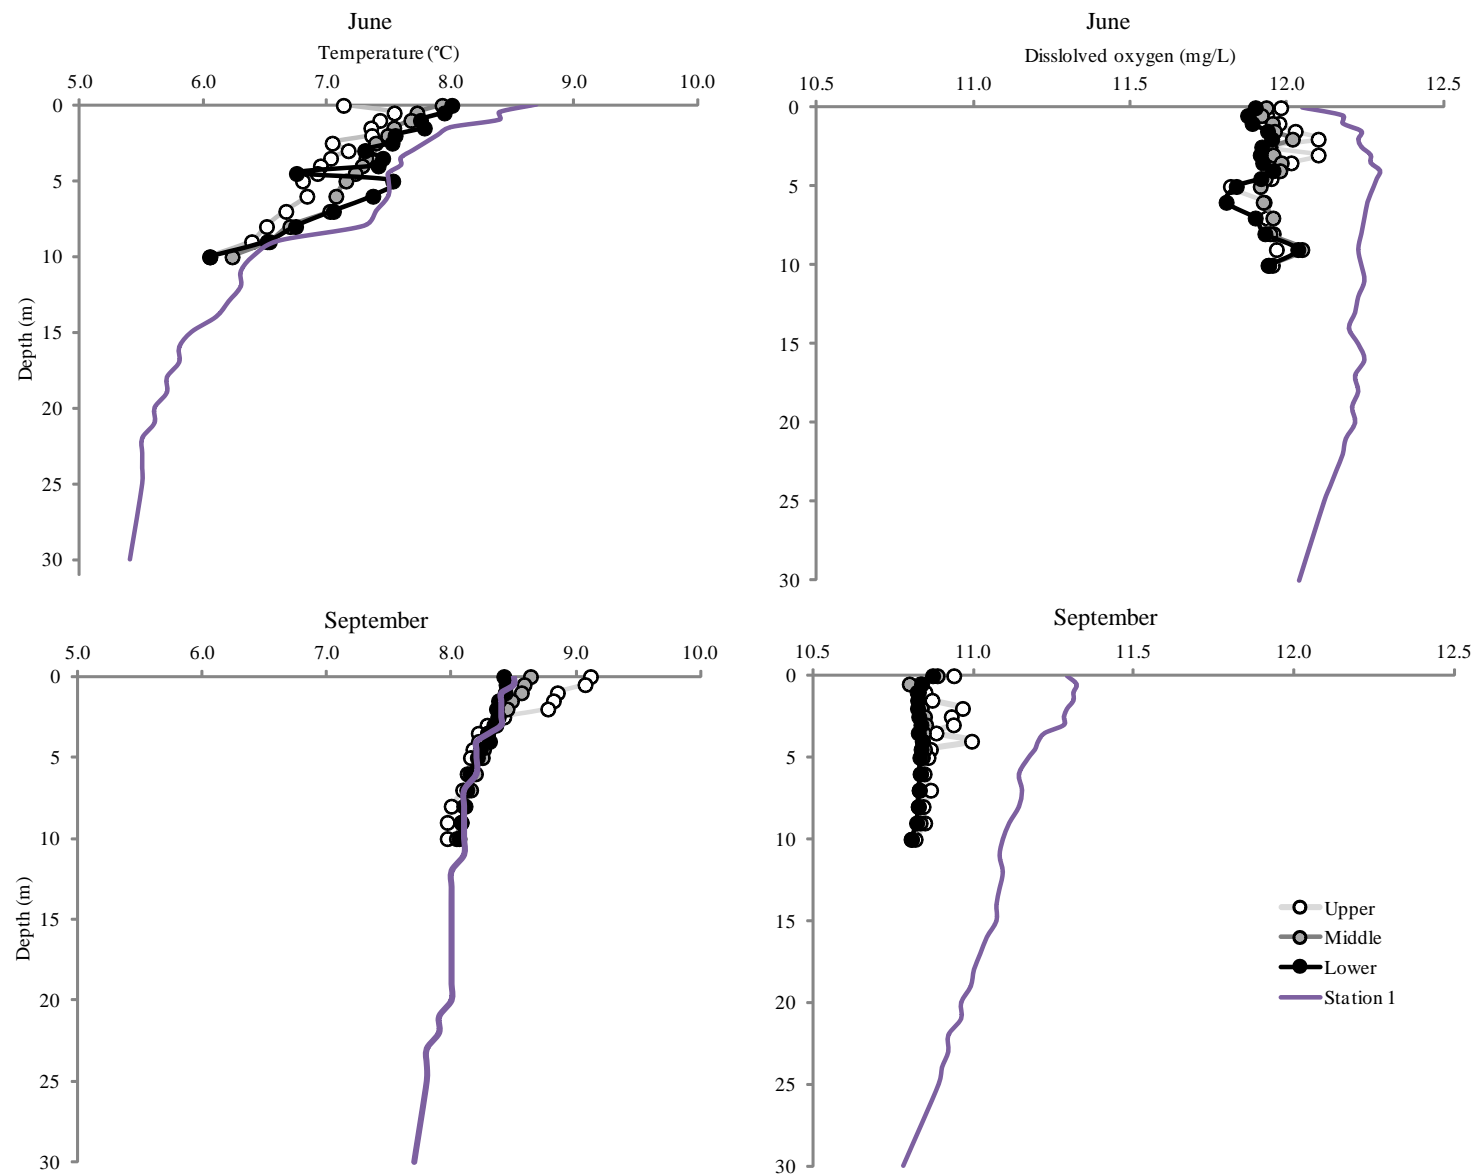 June
Temperature (°C)
5.0 6.0 7.0 8.0 9.0 10.0
0
5
10
15
20
25
30
Depth (m)
June
Disslolved oxygen (mg/L)
10.5 11.0 11.5 12.0 12.5
0
5
10
15
20
25
30
September
5.0 6.0 7.0 8.0 9.0 10.0
0
5
10
15
20
25
30
Depth (m)
September
10.5 11.0 11.5 12.0 12.5
0
5
10
15
20
25
30
Upper
Middle
Lower
Station 1